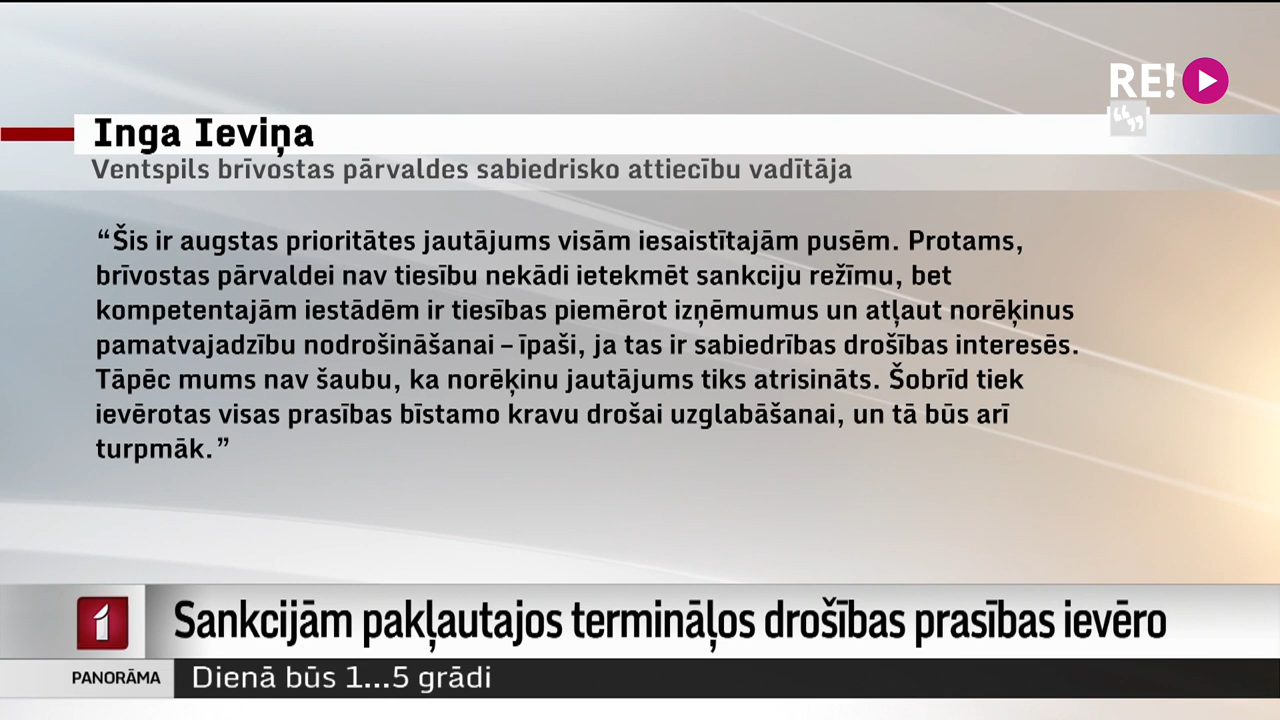 RE!
Inga Ieviņa
Ventspils brīvostas pārvaldes sabiedrisko attiecību vadītāja
“Šis ir augstas prioritātes jautājums visām iesaistītajām pusēm. Protams,
brīvostas pārvaldei nav tiesību nekādi ietekmēt sankciju režīmu, bet
kompetentajām iestādēm ir tiesības piemērot izņēmumus un atļaut norēķinus
pamatvajadzību nodrošināšanai – īpaši, ja tas ir sabiedrības drošības interesēs.
Tāpēc mums nav šaubu, ka norēķinu jautājums tiks atrisināts. Šobrīd tiek
ievērotas visas prasības bīstamo kravu drošai uzglabāšanai, un tā būs arī
turpmāk.”
1 Sankcijām pakļautajos termināļos drošības prasības ievēro
PANORĀMA Dienā būs 1...5 grādi